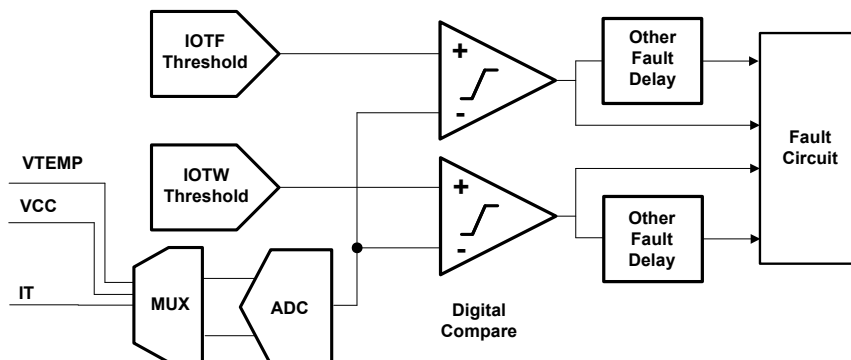 IOTF
Threshold
+
-
Other
Fault
Delay
Fault
Circuit
IOTW
Threshold
+
-
Other
Fault
Delay
VTEMP
VCC
IT
MUX
ADC
Digital
Compare